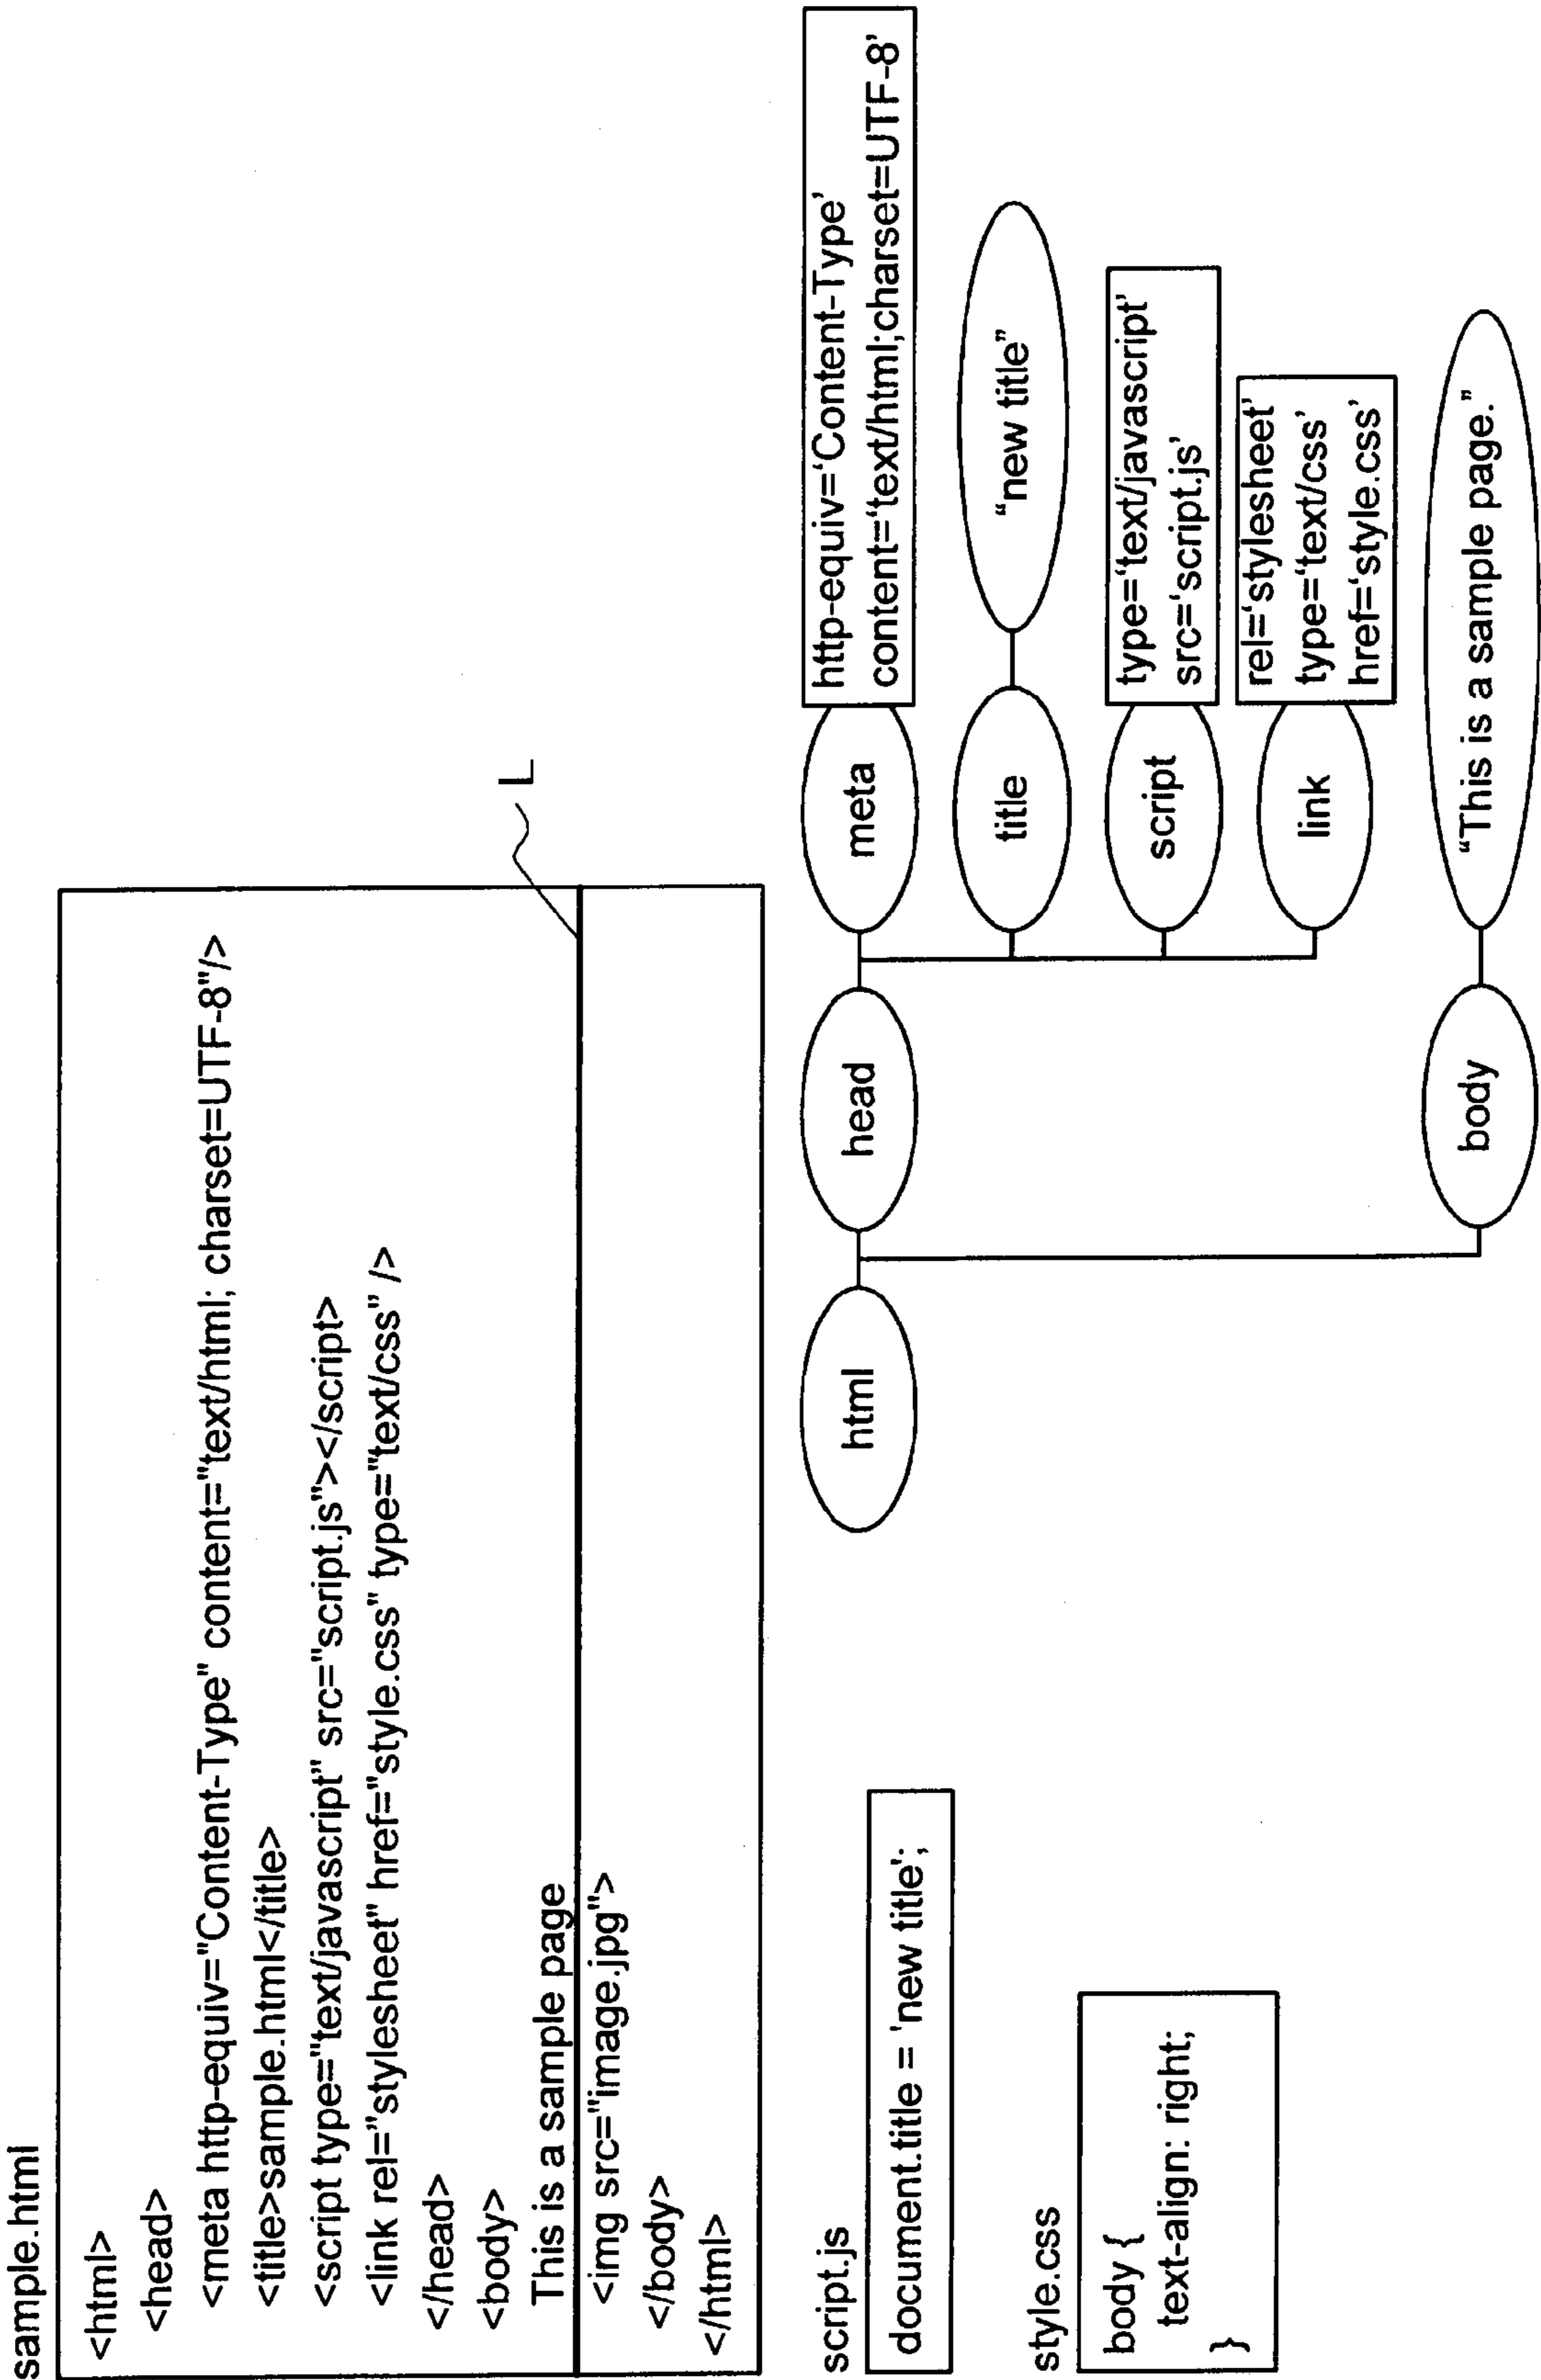 sample.html
<html>
<head>
<meta http-equiv="Content-Type" content="text/html; charset=UTF-8"/>
<title>sample.html</title>
<script type="text/javascript" src="script.js"></script>
<link rel="stylesheet" href="style.css" type="text/css" />
</head>
<body>
This is a sample page
<img src="image.jpg">
</body>
</html>
L
script.js
document.title = 'new title';
style.css
body {
text-align: right;
}
html
head
meta
http-equiv=‘Content-Type’
content=‘text/html;charset=UTF-8’
title
“new title”
script
type=‘text/javascript’
src=‘script.js’
link
rel=‘stylesheet’
type=‘text/css’
href=‘style.css’
body
“This is a sample page.”